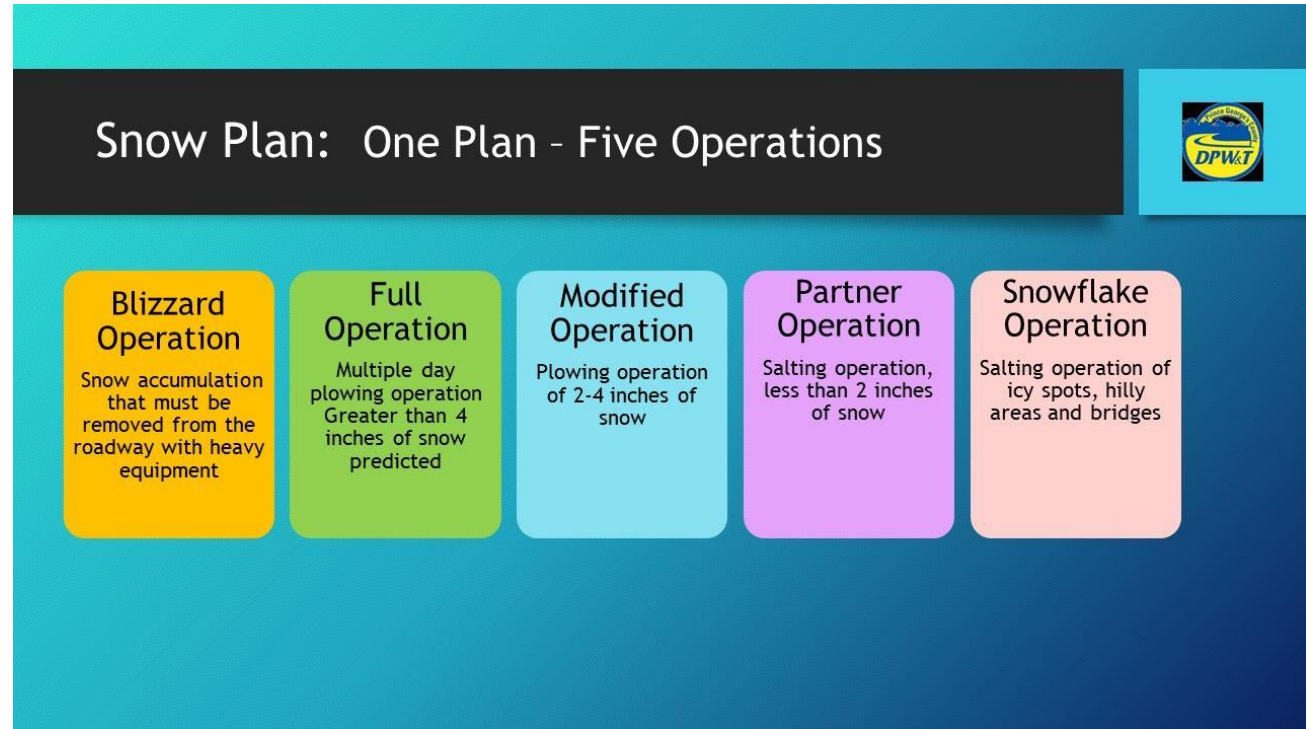 Snow Plan: One Plan – Five Operations
Prince George's County
DPW&T
Blizzard
Operation
Snow accumulation
that must be
removed from the
roadway with heavy
equipment
Full
Operation
Multiple day
plowing operation
Greater than 4
inches of snow
predicted
Modified
Operation
Plowing operation
of 2-4 inches of
snow
Partner
Operation
Salting operation,
less than 2 inches
of snow
Snowflake
Operation
Salting operation of
icy spots, hilly
areas and bridges